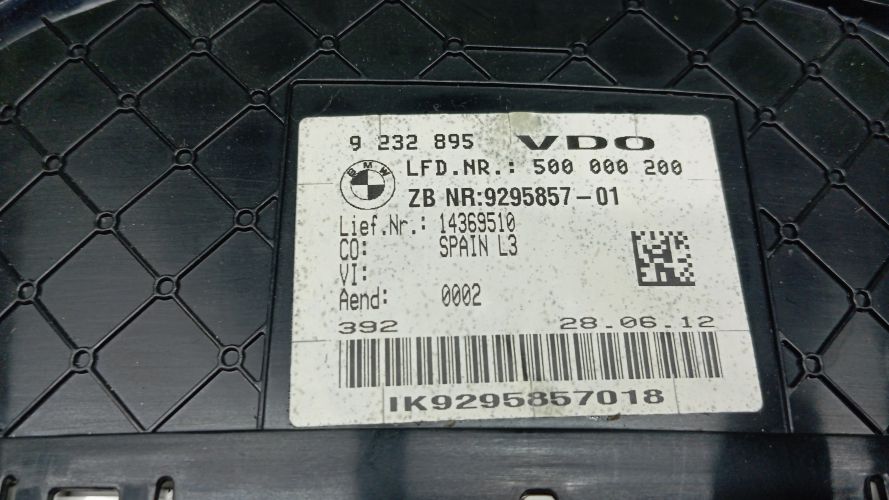 9 232 895 VDO
BMW
LFD.NR.: 500 000 200
ZB NR:9295857-01
Lief.Nr.: 14369510
CO: SPAIN L3
VI:
Aend: 0002
392 28.06.12
IK9295857018